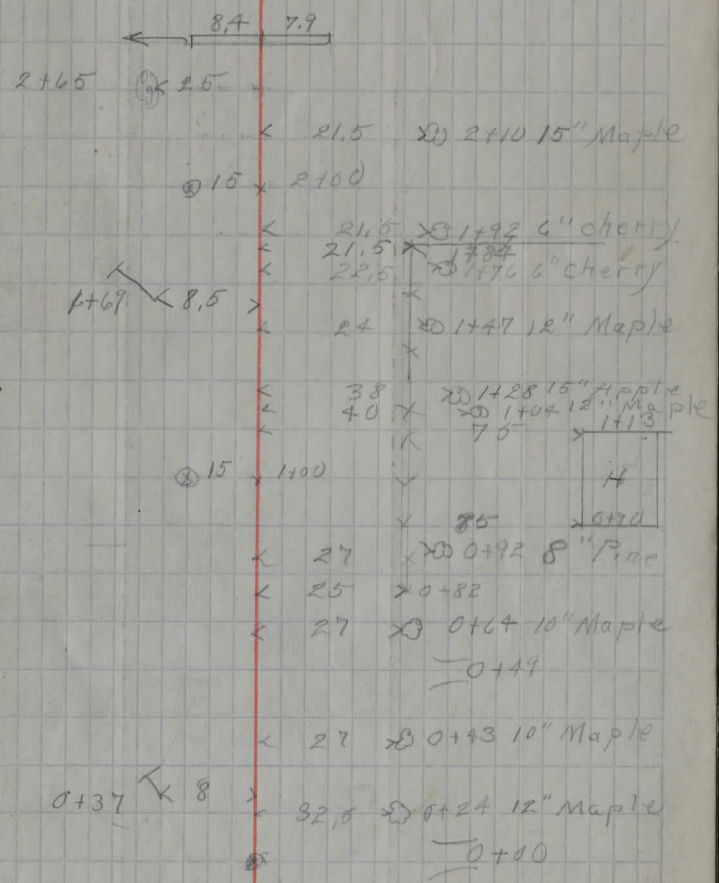 8,4 7.9
2+65 25
21.5 2+10 15" Maple
15 2+00
21.5 1+92 6" cherry
21.5 1+84
22.5 1+76 6" cherry
1+69 8,5
24 1+47 12" Maple
38 1+28 15" Apple
40 1+04 12" Maple
75 1+13
15 1+00 H
85 0+70
27 0+92 8" Pine
25 0+82
27 0+64 10" Maple
0+49
27 0+43 10" Maple
0+37 8
32,5 0+24 12" Maple
0+00